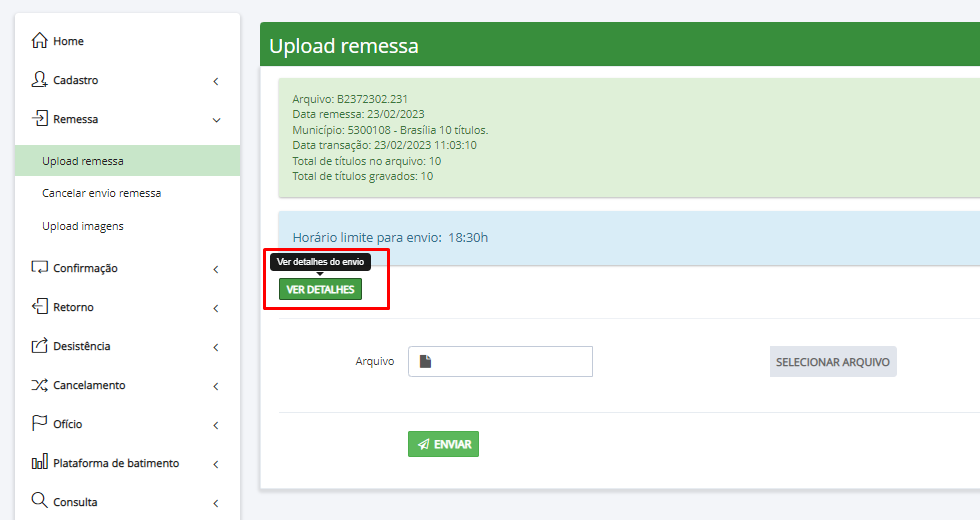 Home
Cadastro
Remessa
Upload remessa
Cancelar envio remessa
Upload imagens
Confirmação
Retorno
Desistência
Cancelamento
Ofício
Plataforma de batimento
Consulta
Upload remessa
Arquivo: B2372302.231
Data remessa: 23/02/2023
Município: 5300108 - Brasília 10 títulos.
Data transação: 23/02/2023 11:03:10
Total de títulos no arquivo: 10
Total de títulos gravados: 10
Horário limite para envio: 18:30h
Ver detalhes do envio
VER DETALHES
Arquivo
SELECIONAR ARQUIVO
ENVIAR